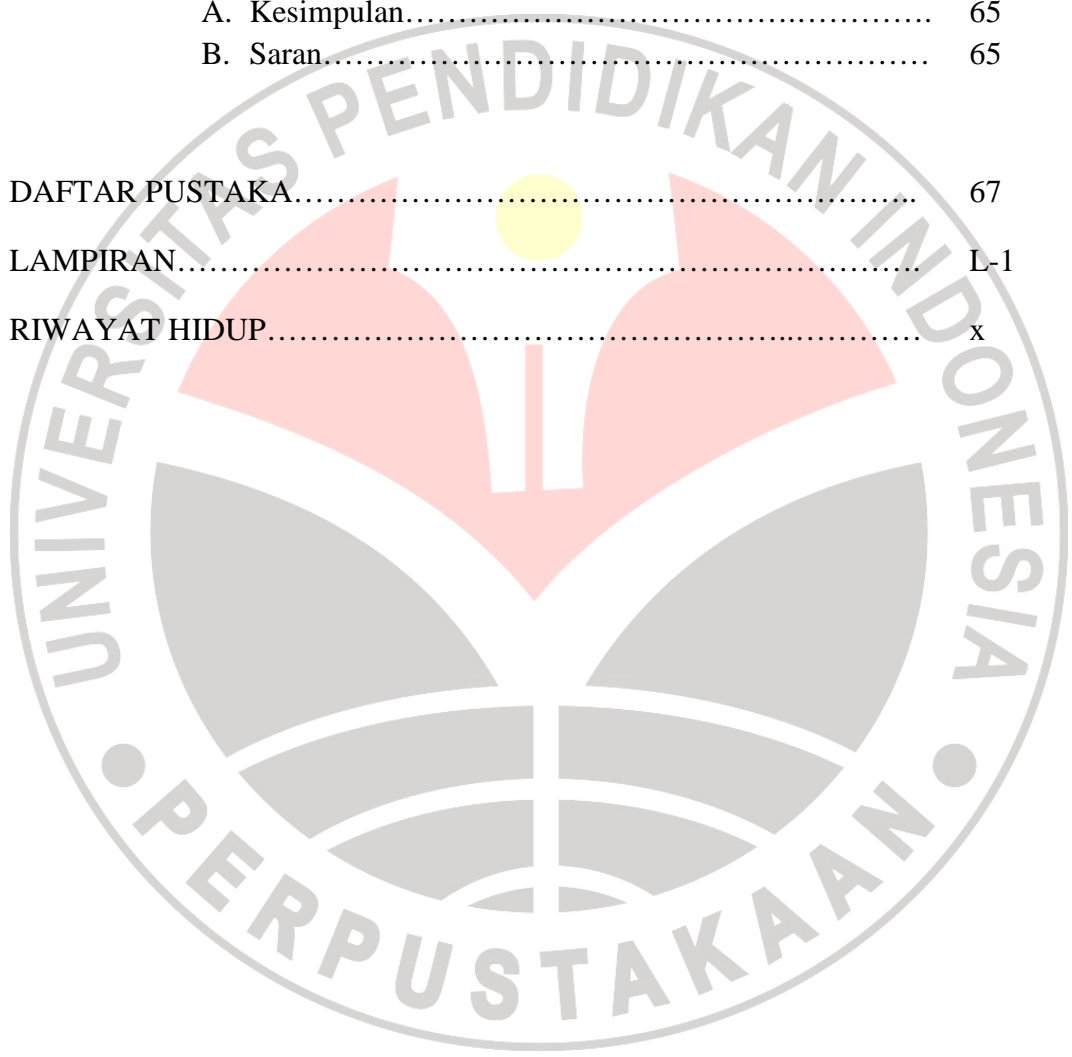 A. Kesimpulan……………………………….…………. 65
B. Saran………………………………………………… 65
DAFTAR PUSTAKA………………………………………………….. 67
LAMPIRAN……………………………………………………………. L-1
RIWAYAT HIDUP…………………………………………..………… x
UNIVERSITAS PENDIDIKAN INDONESIA
PERPUSTAKAAN